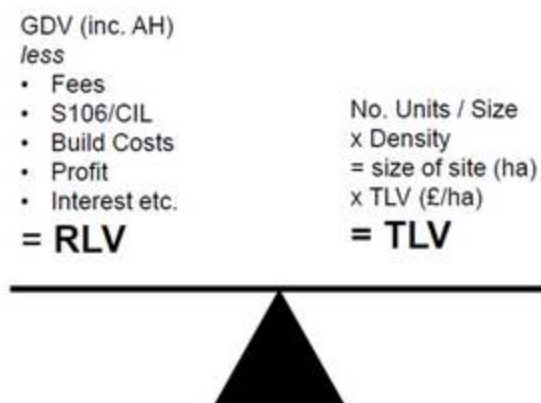 GDV (inc. AH)
less
• Fees
• S106/CIL
• Build Costs
• Profit
• Interest etc.
= RLV
No. Units / Size
x Density
= size of site (ha)
x TLV (£/ha)
= TLV